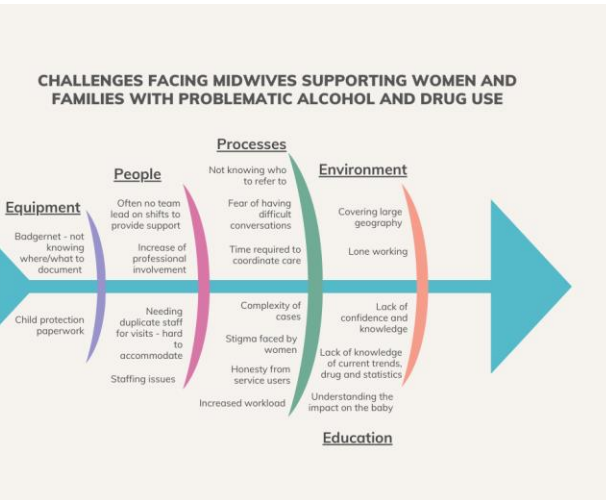 CHALLENGES FACING MIDWIVES SUPPORTING WOMEN AND
FAMILIES WITH PROBLEMATIC ALCOHOL AND DRUG USE
Equipment
Badgernet - not
knowing
where/what to
document
Child protection
paperwork
People
Often no team
lead on shifts to
provide support
Increase of
professional
involvement
Needing
duplicate staff
for visits - hard
to
accommodate
Staffing issues
Processes
Not knowing who
to refer to
Fear of having
difficult
conversations
Time required to
coordinate care
Complexity of
cases
Stigma faced by
women
Honesty from
service users
Increased workload
Environment
Covering large
geography
Lone working
Lack of
confidence and
knowledge
Lack of knowledge
of current trends,
drug and statistics
Understanding the
impact on the baby
Education